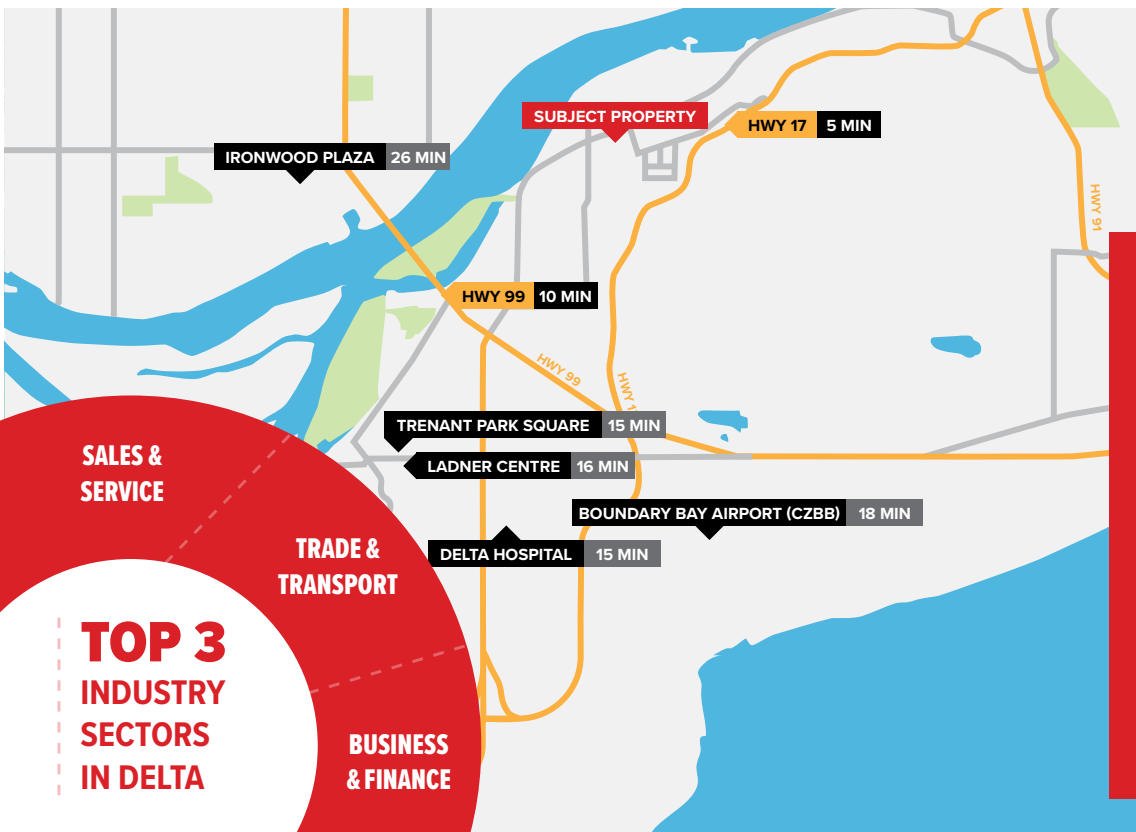 SUBJECT PROPERTY
HWY 17 5 MIN
IRONWOOD PLAZA 26 MIN
HWY 91
HWY 99 10 MIN
HWY 99
HWY 1
TRENANT PARK SQUARE 15 MIN
LADNER CENTRE 16 MIN
BOUNDARY BAY AIRPORT (CZBB) 18 MIN
DELTA HOSPITAL 15 MIN
SALES &
SERVICE
TRADE &
TRANSPORT
BUSINESS
& FINANCE
TOP 3
INDUSTRY
SECTORS
IN DELTA